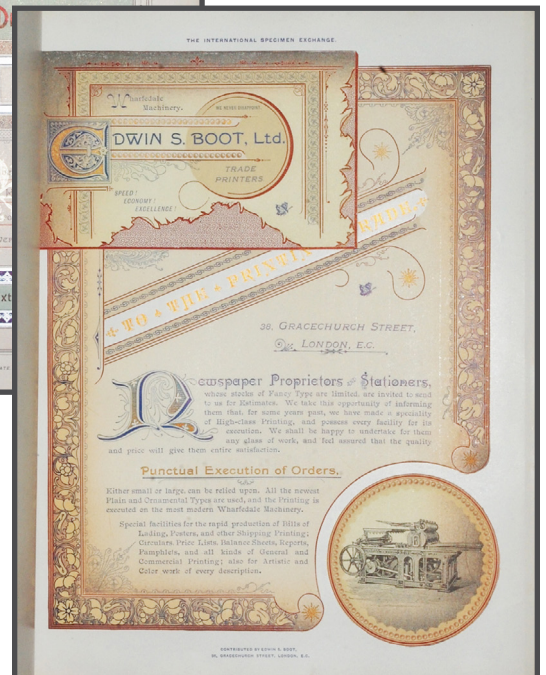 THE INTERNATIONAL SPECIMEN EXCHANGE.
Wharfedale
Machinery.
WE NEVER DISAPPOINT
EDWIN S. BOOT, Ltd.
TRADE
PRINTERS
SPEED!
ECONOMY!
EXCELLENCE!
TO THE PRINTING TRADE
38, GRACECHURCH STREET,
LONDON, E.C.
Newspaper Proprietors and Stationers,
whose stocks of Fancy Type are limited, are invited to send
to us for Estimates. We take this opportunity of informing
them that, for some years past, we have made a speciality
of High-class Printing, and possess every facility for its
execution. We shall be happy to undertake for them
any glass of work, and feel assured that the quality
and price will give them entire satisfaction.
Punctual Execution of Orders,
Either small or large, can be relied upon. All the newest
Plain and Ornamental Types are used, and the Printing is
executed on the most modern Wharfedale Machinery.
Special facilities for the rapid production of Bills of
Lading, Posters, and other Shipping Printing;
Circulars, Price Lists, Balance Sheets, Reports,
Pamphlets, and all kinds of General and
Commercial Printing; also for Artistic and
Color work of every description.
CONTRIBUTED BY EDWIN S. BOOT,
38, GRACECHURCH STREET, LONDON, E.C.